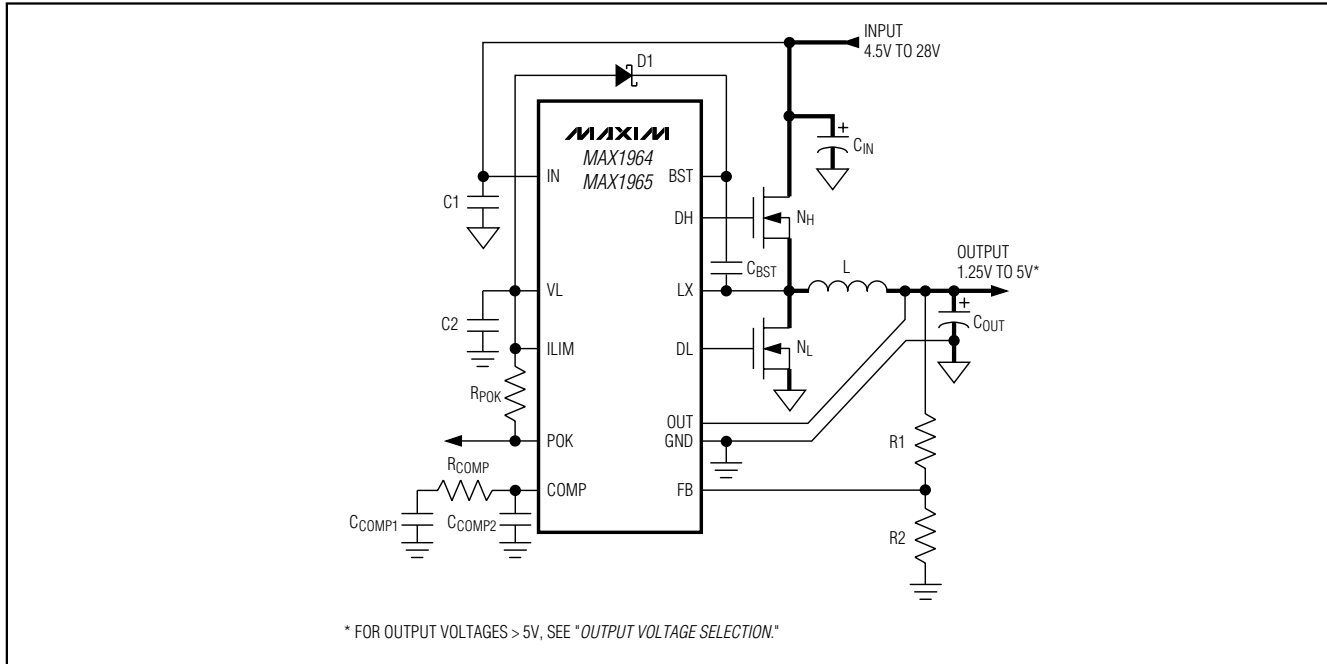 INPUT
4.5V TO 28V
D1
+
CIN
MAXIM
MAX1964
MAX1965
IN
BST
C1
DH
NH
OUTPUT
1.25V TO 5V*
CBST
L
VL
LX
+
COUT
C2
ILIM
DL
NL
RPOK
OUT
POK
GND
R1
RCOMP
COMP
FB
CCOMP1
CCOMP2
R2
* FOR OUTPUT VOLTAGES > 5V, SEE "OUTPUT VOLTAGE SELECTION."